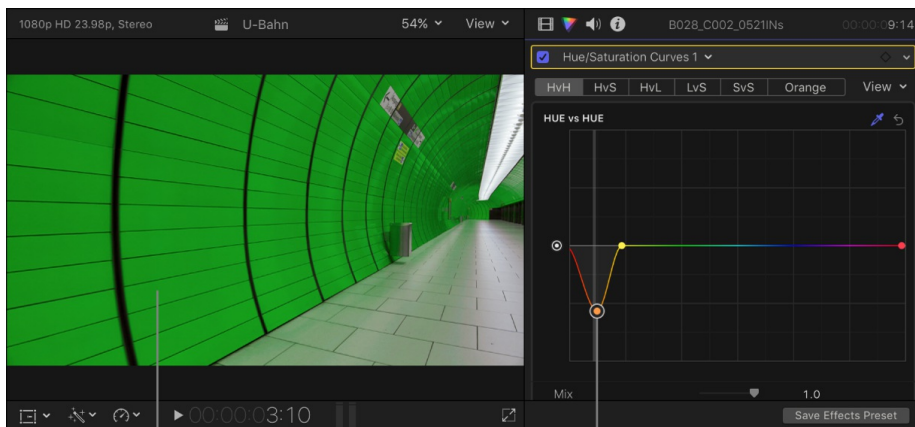 1080p HD 23.98p, Stereo U-Bahn 54% View
B028_C002_0521INs 00:00:09:14
Hue/Saturation Curves 1
HvH HvS HvL LvS SvS Orange View
HUE vs HUE
Mix 1.0
00:00:03:10
Save Effects Preset